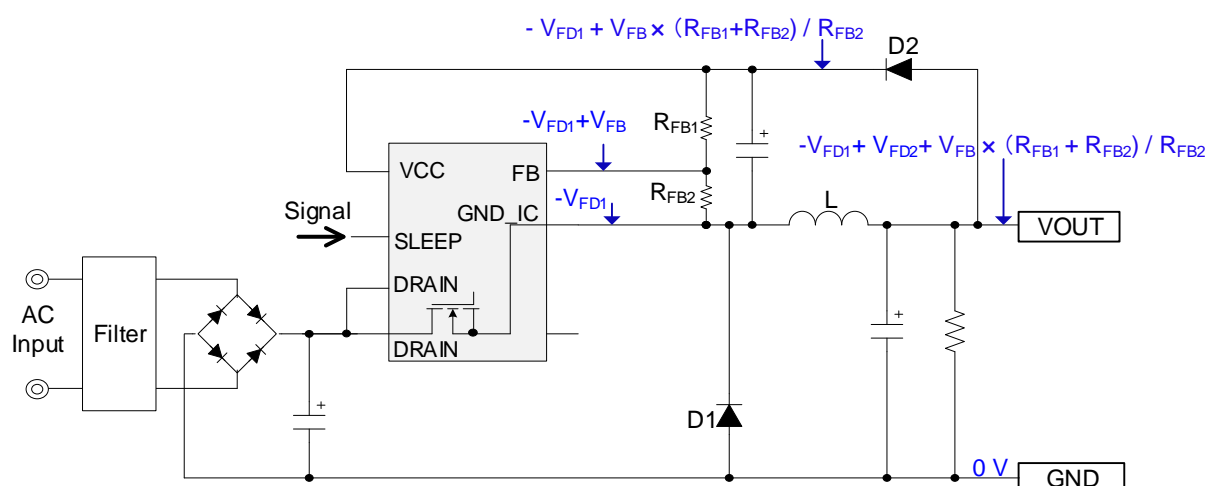 - VFD1 + VFB × (RFB1+RFB2) / RFB2
D2
RFB1
-VFD1+VFB
-VFD1+ VFD2+ VFB × (RFB1 + RFB2) / RFB2
VCC
FB
RFB2
-VFD1
L
Signal
GND_IC
VOUT
SLEEP
DRAIN
AC
Input
Filter
DRAIN
D1
0 V
GND